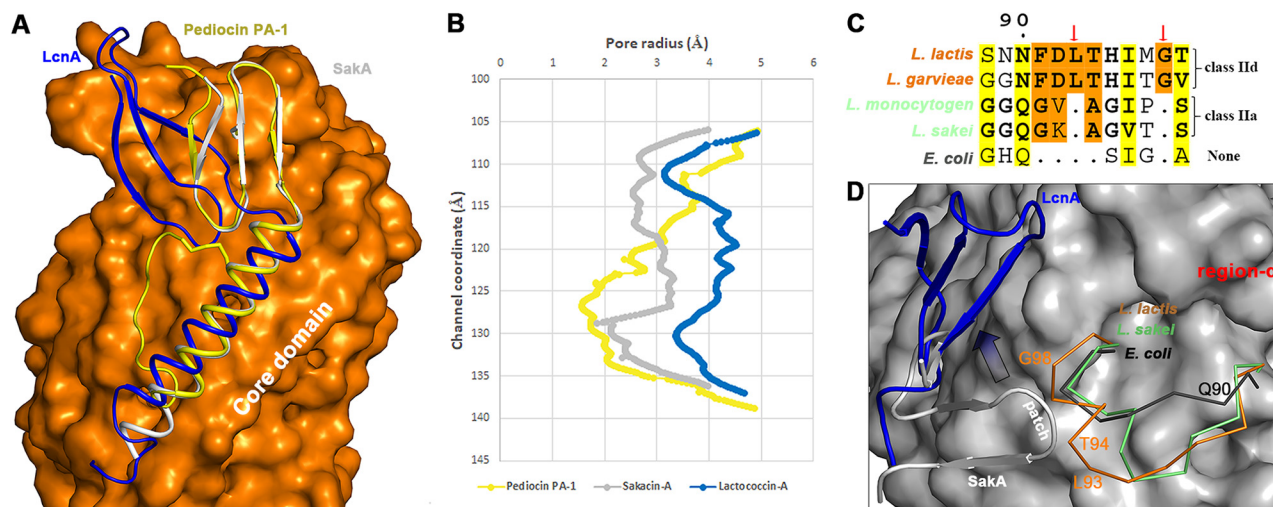 A
Pediocin PA-1
LcnA
SakA
Core domain
B
Pore radius (Å)
0 1 2 3 4 5 6
100
105
110
115
120
125
130
135
140
145
Channel coordinate (Å)
Pediocin PA-1 Sakacin-A Lactococcin-A
C
90
L. lactis SNNFDLTHIMGT
L. garvieae GGNFDLTHITGV
class IId
L. monocytogen GGQGV.AGIP.S
L. sakei GGQGK.AGVT.S
class IIa
E. coli GHQ....SIG.A None
D
LcnA
region-c
L. lactis
L. sakei
E. coli
G98
Q90
patch
T94
L93
SakA